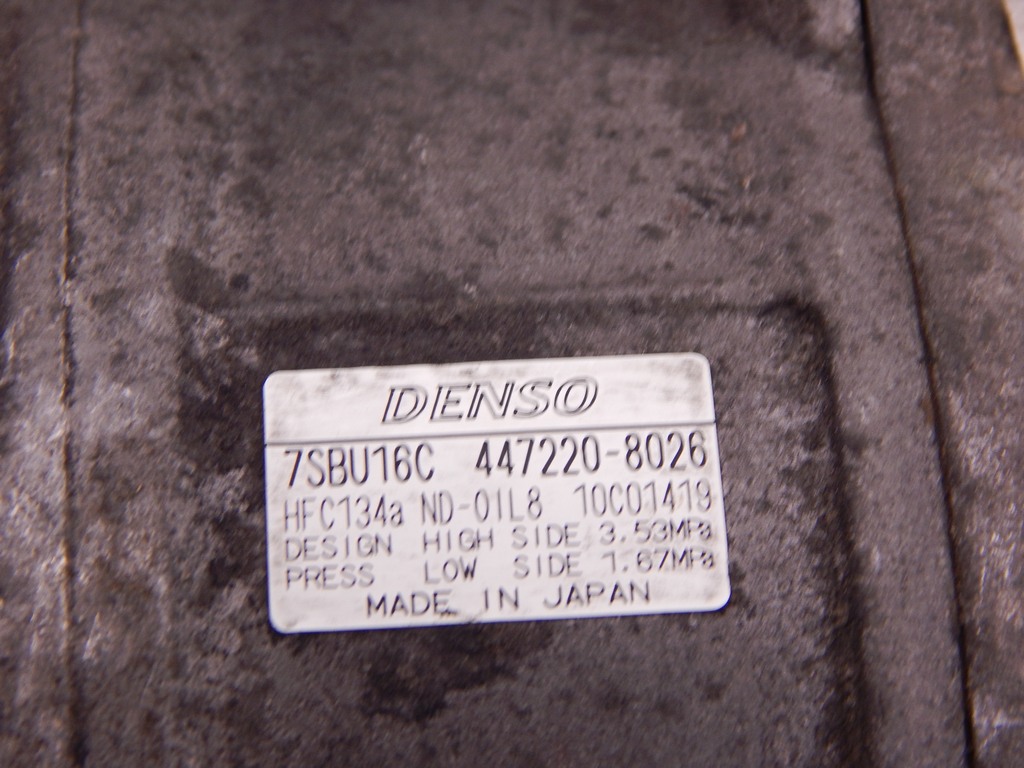 DENSO
7SBU16C 447220-8026
HFC134a ND-OIL8 10C01419
DESIGN HIGH SIDE 3.53MPa
PRESS LOW SIDE 1.67MPa
MADE IN JAPAN